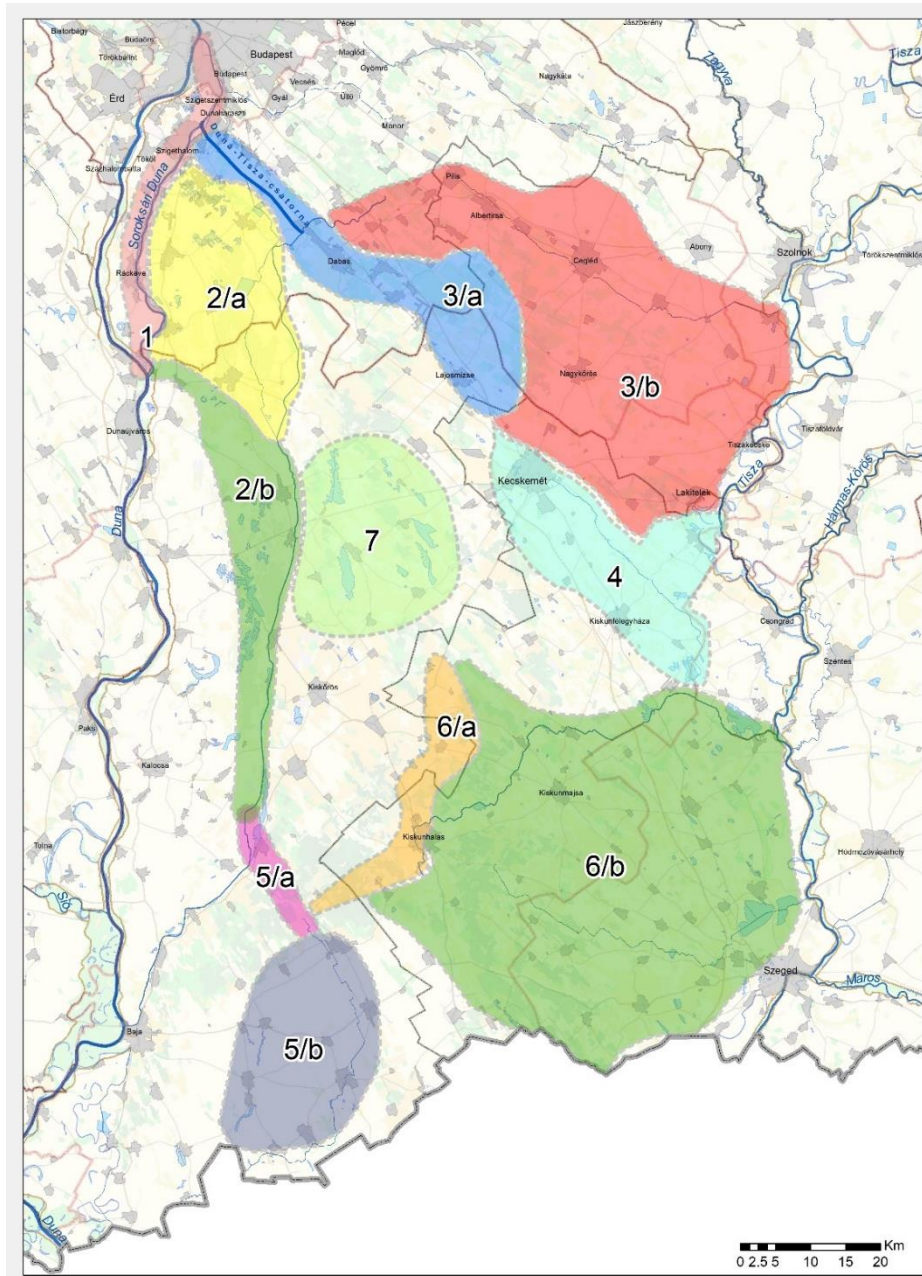 Biatorbágy
Budaörs
Törökbálint
Budapest
Pécel
Maglód
Gyömrő
Jászberény
Zagyva
Tisza
Nagykáta
Budapest
Vecsés
Érd
Gyál
Üllő
Szigetszentmiklós
Dunaharaszti
Monor
Duna-Tisza-csatorna
Szigethalom
Tököl
Százhalombatta
Soroksári Duna
Pilis
Albertirsa
Cegléd
Abony
Szolnok
Törökszentmiklós
Ráckeve
Dabas
2/a
3/a
1
Lajosmizse
Nagykőrös
3/b
Dunaújváros
Tiszaföldvár
Tiszakécske
Tisza
Hármas-Körös
2/b
Kecskemét
Lakitelek
Duna
7
4
Kiskunfélegyháza
Csongrád
Szentes
Kiskőrös
Paks
6/a
Kalocsa
Kiskunmajsa
Kiskunhalas
Tolna
Hódmezővásárhely
5/a
6/b
Sió
Szeged
Maros
Baja
5/b
Duna
Km
0 2.5 5 10 15 20